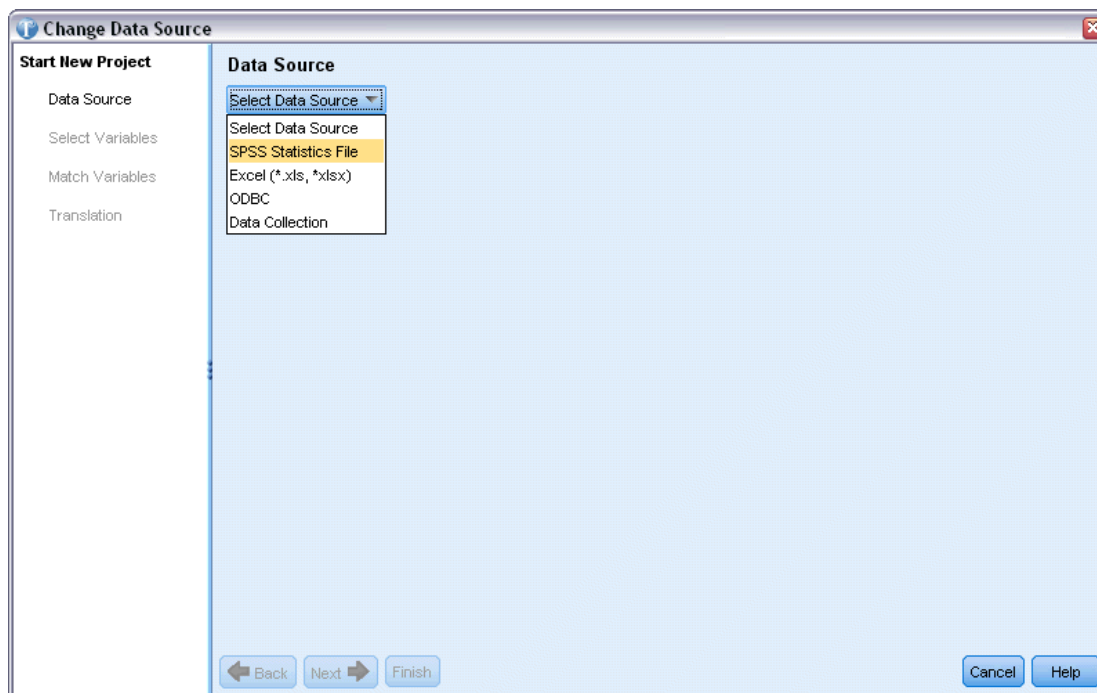 Change Data Source
Start New Project
Data Source
Select Variables
Match Variables
Translation
Data Source
Select Data Source
Select Data Source
SPSS Statistics File
Excel (*.xls, *xlsx)
ODBC
Data Collection
Back
Next
Finish
Cancel
Help